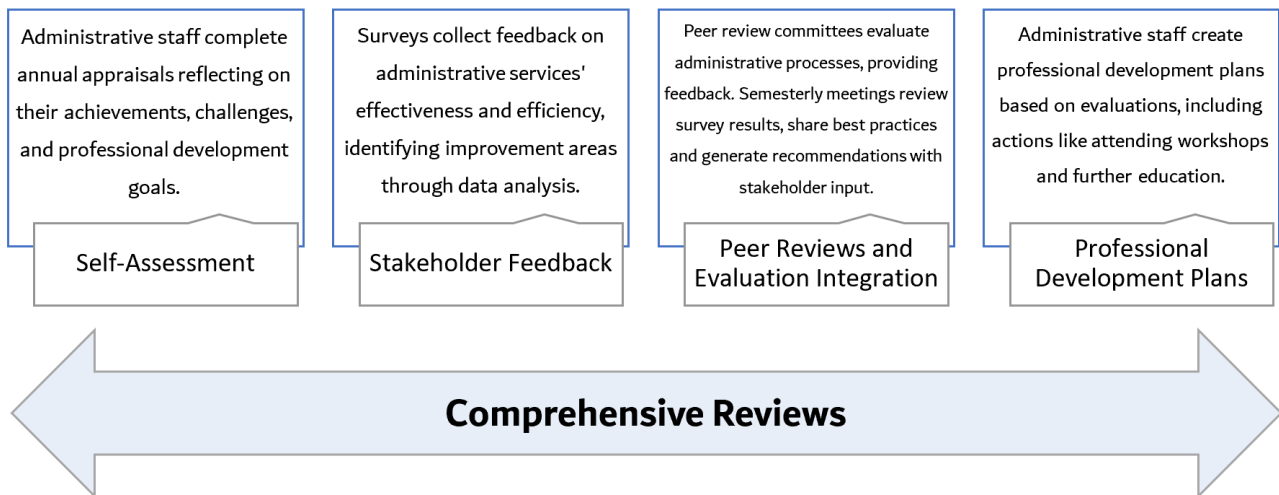 Administrative staff complete
annual appraisals reflecting on
their achievements, challenges,
and professional development
goals.
Self-Assessment
Surveys collect feedback on
administrative services'
effectiveness and efficiency,
identifying improvement areas
through data analysis.
Stakeholder Feedback
Peer review committees evaluate
administrative processes, providing
feedback. Semesterly meetings review
survey results, share best practices
and generate recommendations with
stakeholder input.
Peer Reviews and
Evaluation Integration
Administrative staff create
professional development plans
based on evaluations, including
actions like attending workshops
and further education.
Professional
Development Plans
Comprehensive Reviews